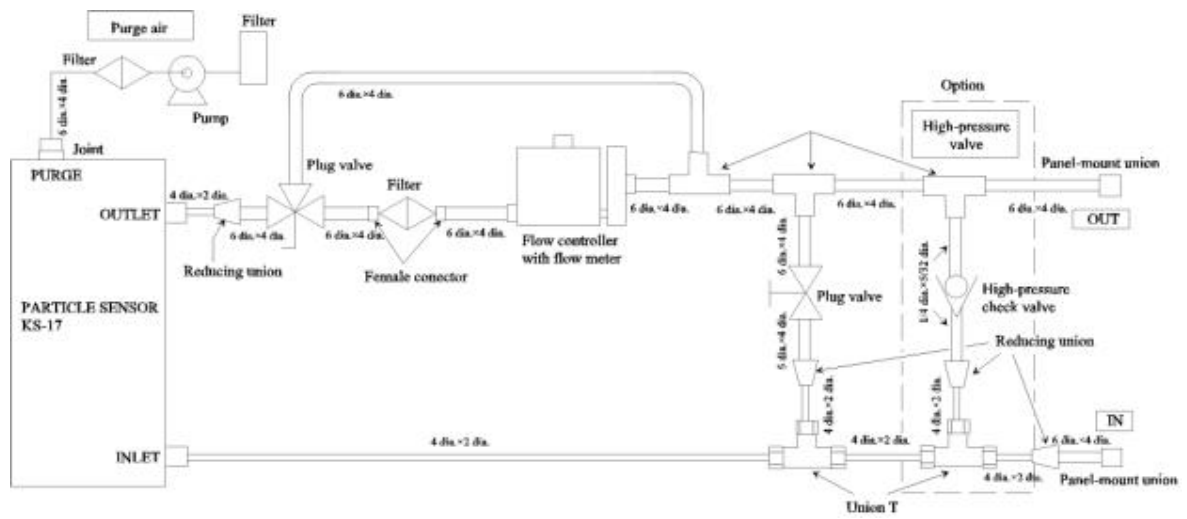 Purge air
Filter
Filter
6 dia.×4 dia.
Pump
Joint
PURGE
OUTLET
PARTICLE SENSOR
KS-17
INLET
4 dia.×2 dia.
Reducing union
6 dia.×4 dia.
Plug valve
6 dia.×4 dia.
Filter
Female conector
6 dia.×4 dia.
6 dia.×4 dia.
Flow controller
with flow meter
6 dia.×4 dia.
6 dia.×4 dia.
6 dia.×4 dia.
Option
High-pressure
valve
Panel-mount union
6 dia.×4 dia.
OUT
6 dia.×4 dia.
Plug valve
1/4 dia.×5/32 dia.
High-pressure
check valve
Reducing union
4 dia.×2 dia.
4 dia.×2 dia.
4 dia.×2 dia.
4 dia.×2 dia.
IN
6 dia.×4 dia.
4 dia.×2 dia.
Panel-mount union
Union T